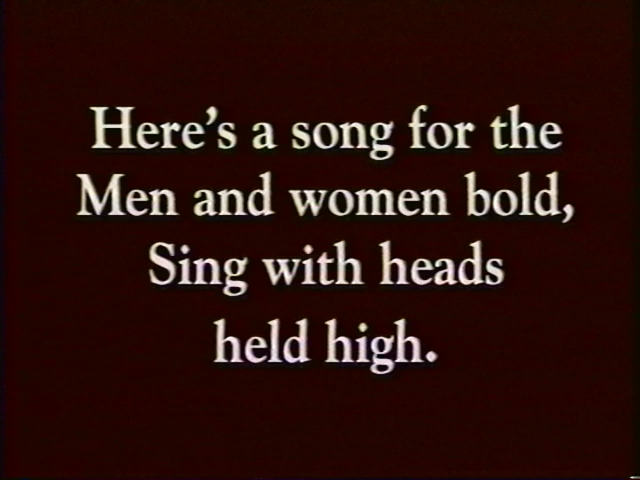 Here's a song for the
Men and women bold,
Sing with heads
held high.